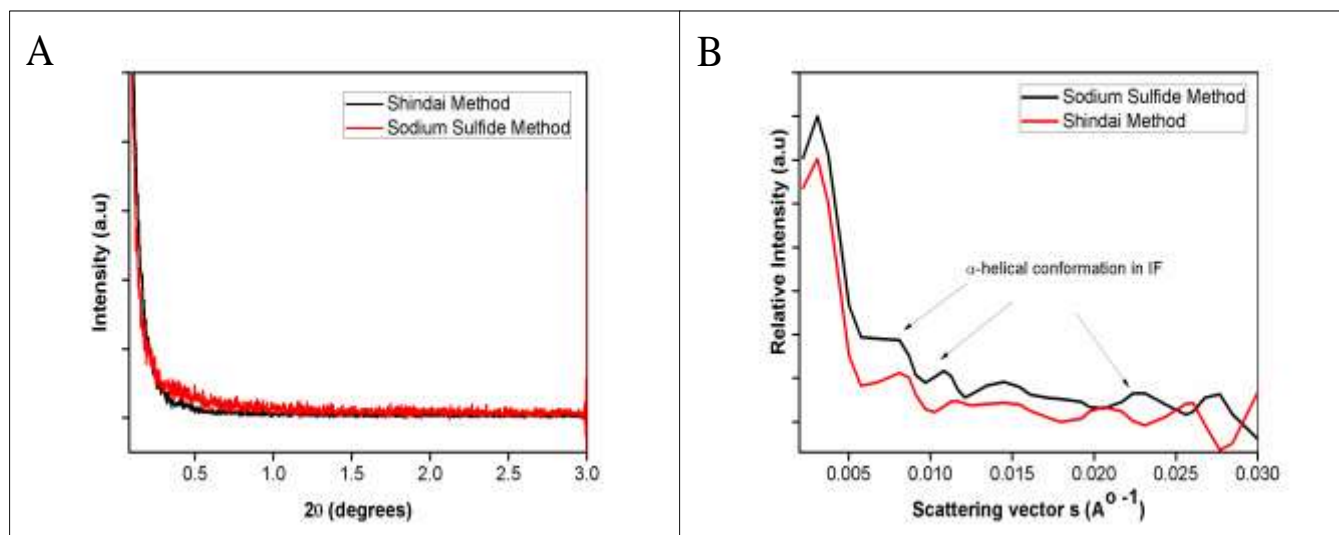 A
Shindai Method
Sodium Sulfide Method
Intensity (a.u)
0.5 1.0 1.5 2.0 2.5 3.0
2θ (degrees)
B
Sodium Sulfide Method
Shindai Method
Relative Intensity (a.u)
α-helical conformation in IF
0.005 0.010 0.015 0.020 0.025 0.030
Scattering vector s (A^o -1)